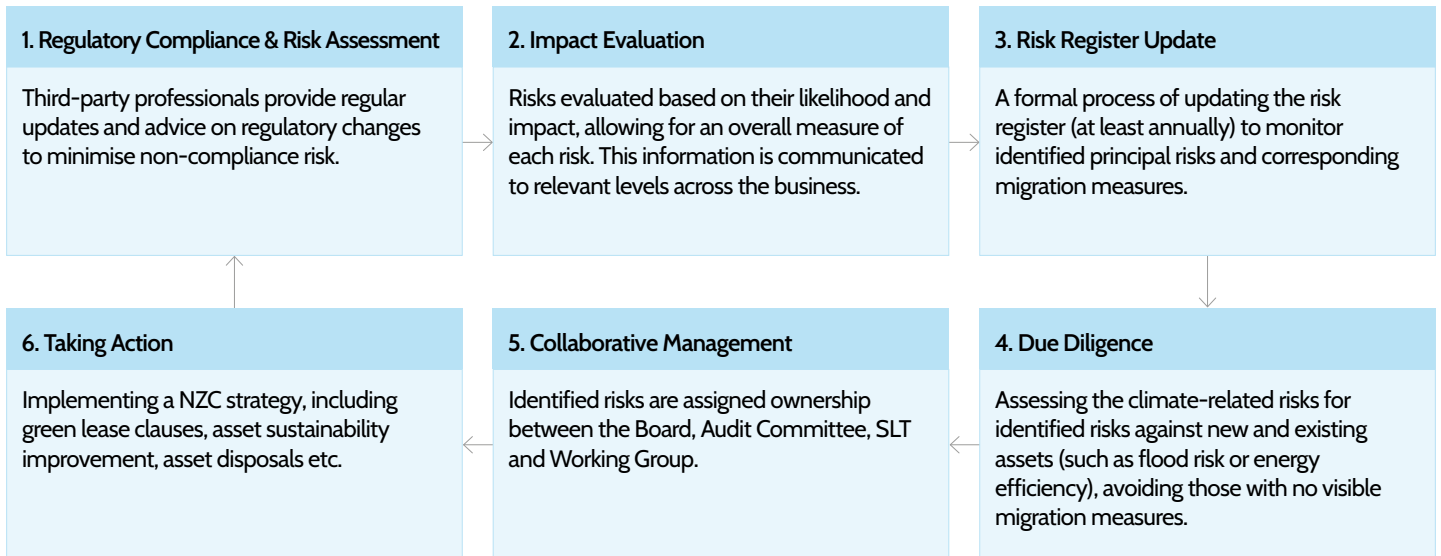 1. Regulatory Compliance & Risk Assessment
Third-party professionals provide regular
updates and advice on regulatory changes
to minimise non-compliance risk.
2. Impact Evaluation
Risks evaluated based on their likelihood and
impact, allowing for an overall measure of
each risk. This information is communicated
to relevant levels across the business.
3. Risk Register Update
A formal process of updating the risk
register (at least annually) to monitor
identified principal risks and corresponding
migration measures.
4. Due Diligence
Assessing the climate-related risks for
identified risks against new and existing
assets (such as flood risk or energy
efficiency), avoiding those with no visible
migration measures.
5. Collaborative Management
Identified risks are assigned ownership
between the Board, Audit Committee, SLT
and Working Group.
6. Taking Action
Implementing a NZC strategy, including
green lease clauses, asset sustainability
improvement, asset disposals etc.